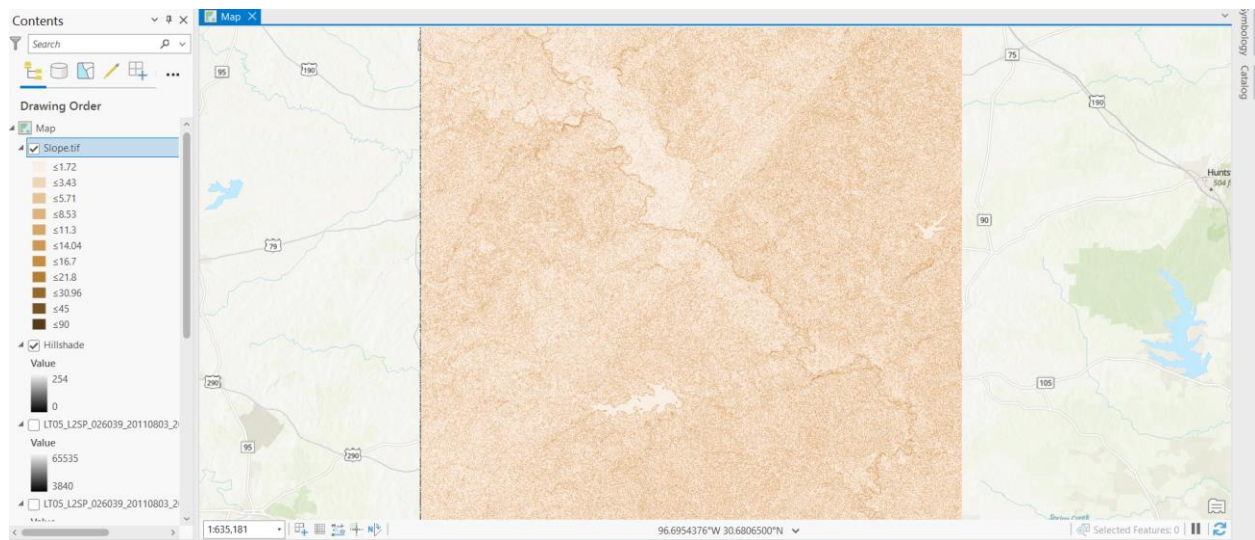 Contents
Map
Symbology
Catalog
Search
Drawing Order
Map
Slope.tif
≤1.72
≤3.43
≤5.71
≤8.53
≤11.3
≤14.04
≤16.7
≤21.8
≤30.96
≤45
≤90
Hillshade
Value
254
0
LT05_L2SP_026039_20110803_2
Value
65535
3840
LT05_L2SP_026039_20110803_2
95
190
75
190
Hunts
504 f
79
90
290
105
95
290
1:635,181
96.6954376°W 30.6806500°N
Selected Features: 0